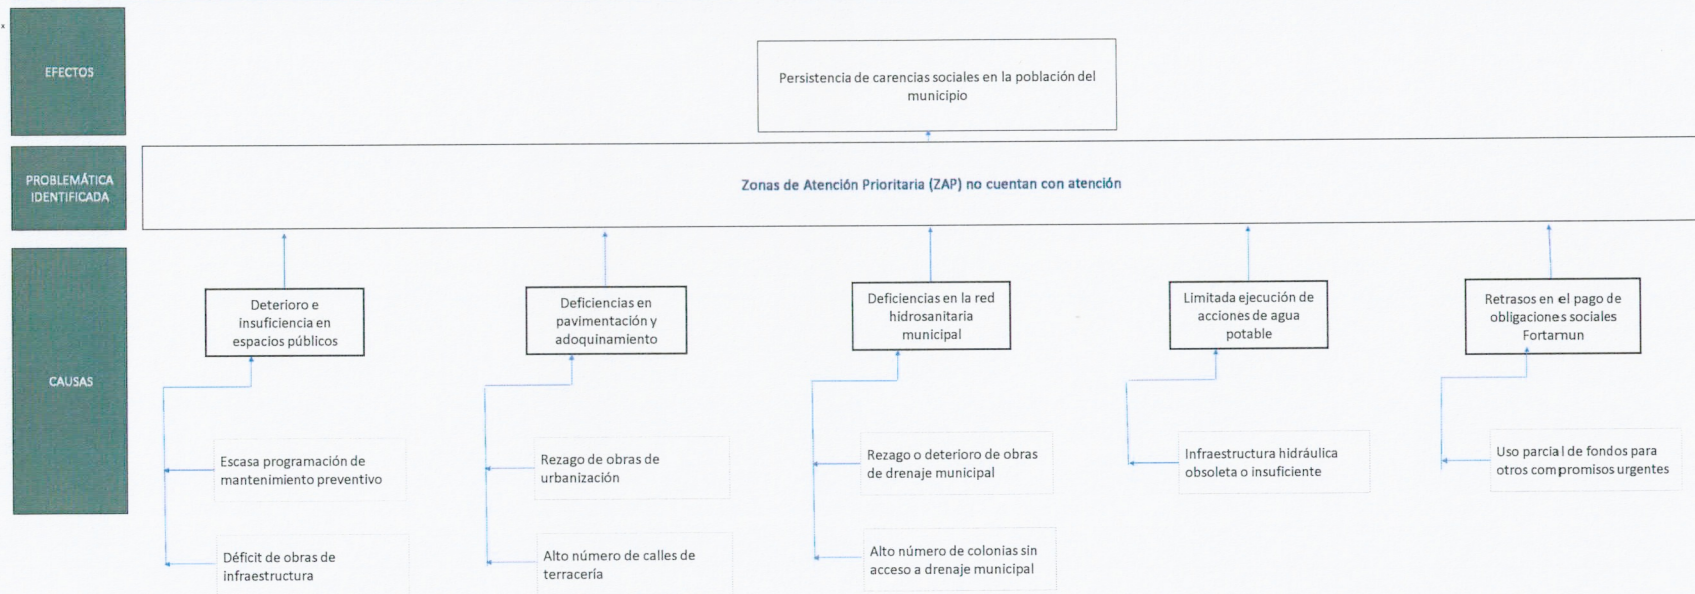 x
EFECTOS
Persistencia de carencias sociales en la población del
municipio
PROBLEMÁTICA
IDENTIFICADA
Zonas de Atención Prioritaria (ZAP) no cuentan con atención
CAUSAS
Deterioro e
insuficiencia en
espacios públicos
Deficiencias en
pavimentación y
adoquinamiento
Deficiencias en la red
hidrosanitaria
municipal
Limitada ejecución de
acciones de agua
potable
Retrasos en el pago de
obligaciones sociales
Fortamun
Escasa programación de
mantenimiento preventivo
Rezago de obras de
urbanización
Rezago o deterioro de obras
de drenaje municipal
Infraestructura hidráulica
obsoleta o insuficiente
Uso parcial de fondos para
otros compromisos urgentes
Déficit de obras de
infraestructura
Alto número de calles de
terracería
Alto número de colonias sin
acceso a drenaje municipal